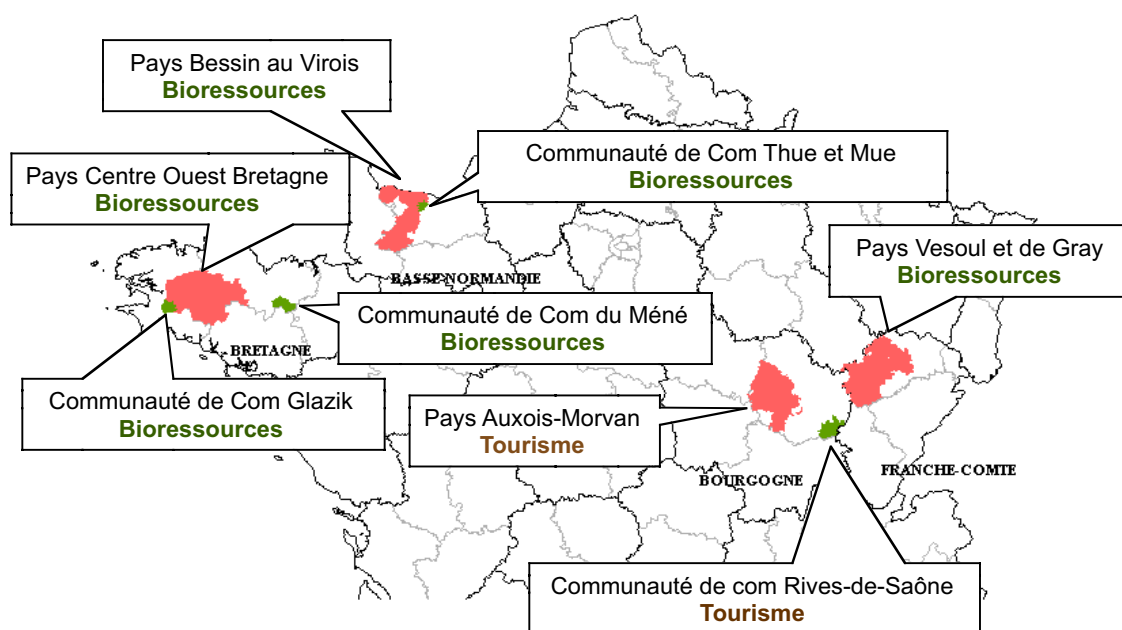 Pays Bessin au Virois
Bioressources
Communauté de Com Thue et Mue
Bioressources
Pays Centre Ouest Bretagne
Bioressources
Pays Vesoul et de Gray
Bioressources
BASSE-NORMANDIE
Communauté de Com du Méné
Bioressources
BRETAGNE
Communauté de Com Glazik
Bioressources
Pays Auxois-Morvan
Tourisme
FRANCHE-COMTE
BOURGOGNE
Communauté de com Rives-de-Saône
Tourisme